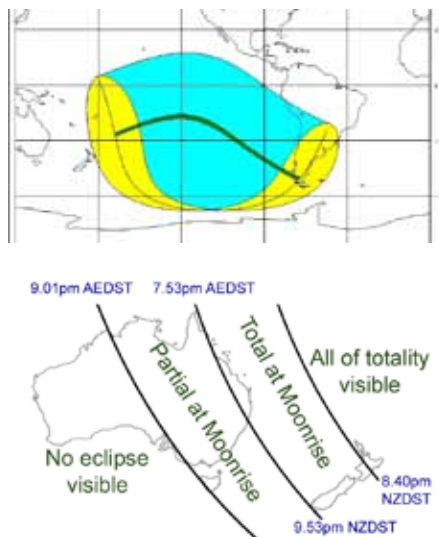 9.01pm AEDST
7.53pm AEDST
Partial at Moonrise
Total at Moonrise
All of totality
visible
No eclipse
visible
8.40pm
NZDST
9.53pm NZDST